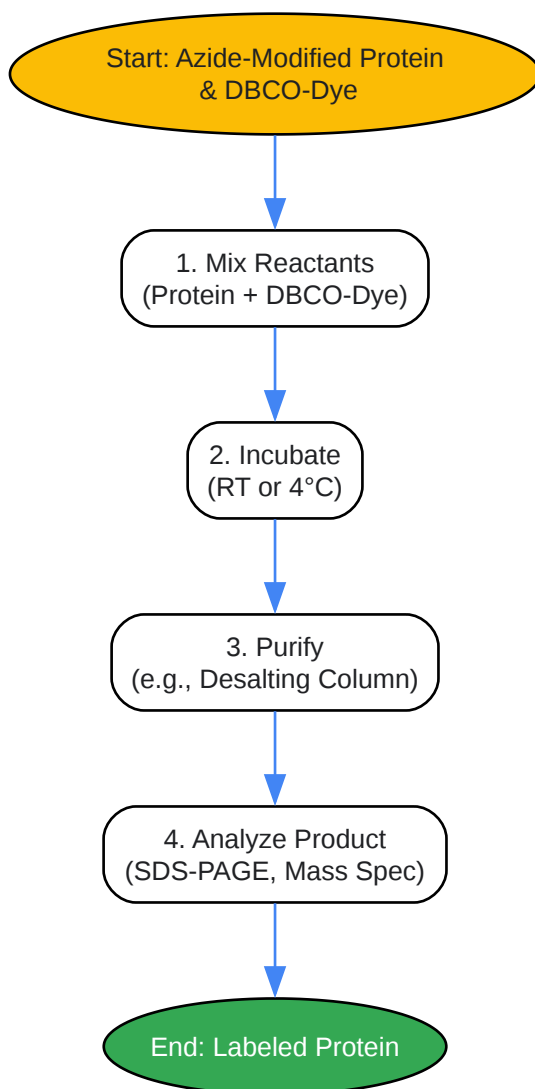 Start: Azide-Modified Protein
& DBCO-Dye
1. Mix Reactants
(Protein + DBCO-Dye)
2. Incubate
(RT or 4°C)
3. Purify
(e.g., Desalting Column)
4. Analyze Product
(SDS-PAGE, Mass Spec)
End: Labeled Protein